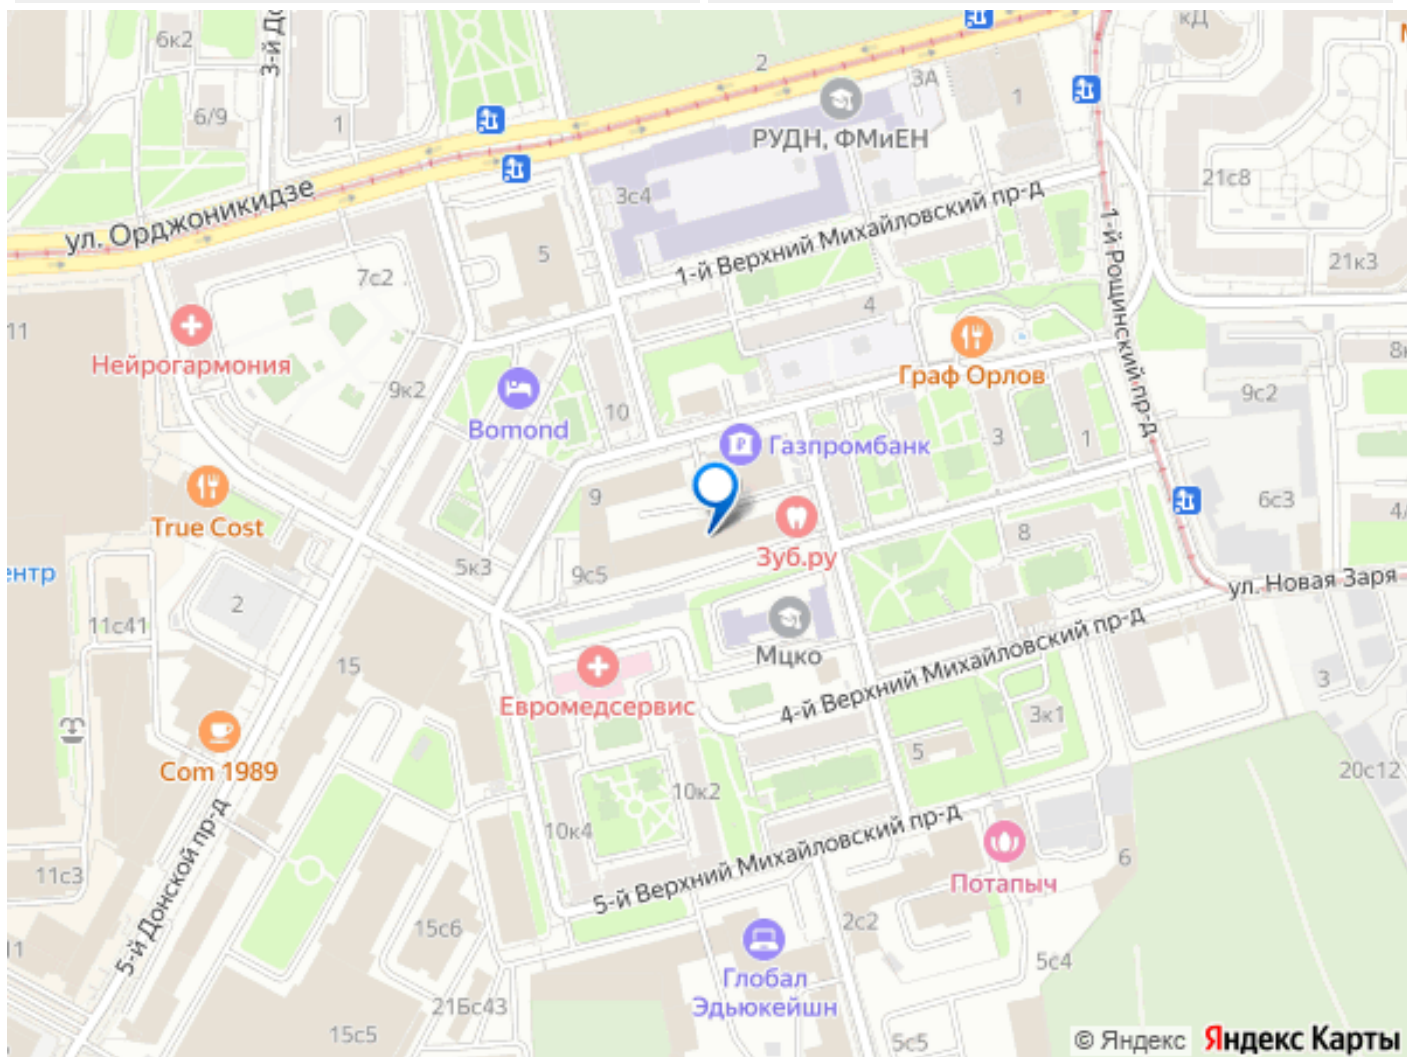 6к2
3-й До
2
3А
кД
6/9
1
1
РУДН, ФМиЕН
21с8
3с4
ул. Орджоникидзе
5
1-й Верхний Михайловский пр-д
1-й Рощинский пр-д
21к3
7с2
4
11
Нейрогармония
Граф Орлов
9к2
10
9с2
Bomond
3
1
Газпромбанк
9
6с3
True Cost
Зуб.ру
8
5к3
9с5
ентр
2
ул. Новая Заря
11с41
Мцко
15
Евромедсервис
4-й Верхний Михайловский пр-д
3
3к1
5
Com 1989
20с12
10к2
10к4
5-й Верхний Михайловский пр-д
6
11с3
Потапыч
5-й Донской пр-д
15с6
2с2
Глобал
Эдьюкейшн
5с4
21Бс43
15с5
5с5
© Яндекс Яндекс Карты